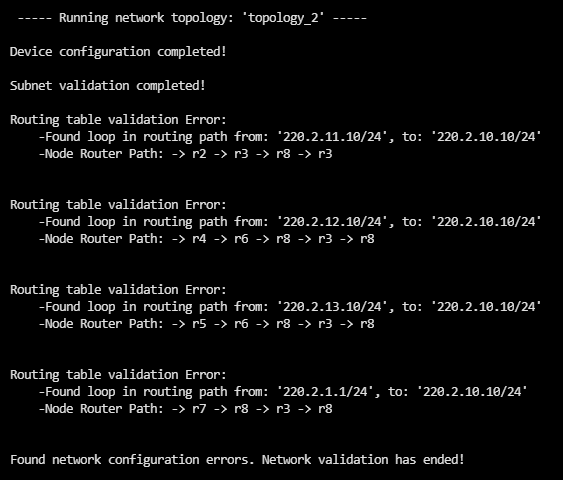 ----- Running network topology: 'topology_2' -----
Device configuration completed!
Subnet validation completed!
Routing table validation Error:
-Found loop in routing path from: '220.2.11.10/24', to: '220.2.10.10/24'
-Node Router Path: -> r2 -> r3 -> r8 -> r3
Routing table validation Error:
-Found loop in routing path from: '220.2.12.10/24', to: '220.2.10.10/24'
-Node Router Path: -> r4 -> r6 -> r8 -> r3 -> r8
Routing table validation Error:
-Found loop in routing path from: '220.2.13.10/24', to: '220.2.10.10/24'
-Node Router Path: -> r5 -> r6 -> r8 -> r3 -> r8
Routing table validation Error:
-Found loop in routing path from: '220.2.1.1/24', to: '220.2.10.10/24'
-Node Router Path: -> r7 -> r8 -> r3 -> r8
Found network configuration errors. Network validation has ended!